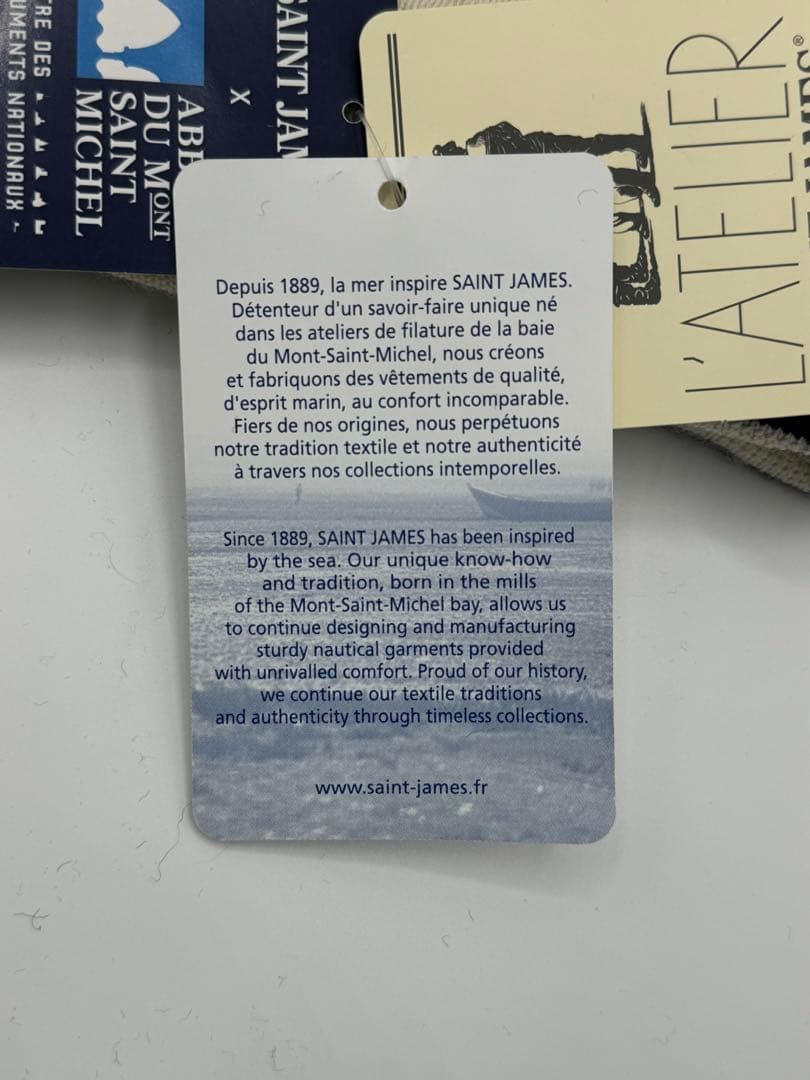 UMENTS NATIONAUX
RE DES
MICHEL
SAINT
DU MONT
x
SAINT
L'ATELIER
®
Depuis 1889, la mer inspire SAINT JAMES.
Détenteur d'un savoir-faire unique né
dans les ateliers de filature de la baie
du Mont-Saint-Michel, nous créons
et fabriquons des vêtements de qualité,
d'esprit marin, au confort incomparable.
Fiers de nos origines, nous perpétuons
notre tradition textile et notre authenticité
à travers nos collections intemporelles.
Since 1889, SAINT JAMES has been inspired
by the sea. Our unique know-how
and tradition, born in the mills
of the Mont-Saint-Michel bay, allows us
to continue designing and manufacturing
sturdy nautical garments provided
with unrivalled comfort. Proud of our history,
we continue our textile traditions
and authenticity through timeless collections.
www.saint-james.fr